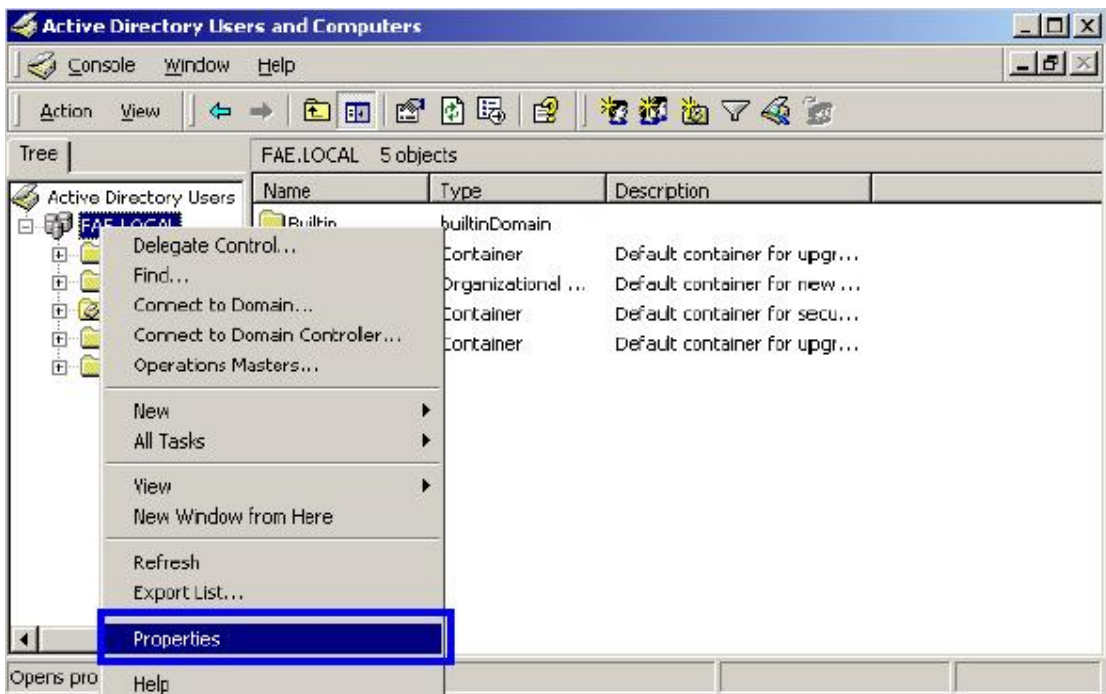 Active Directory Users and Computers
Console Window Help
Action View
Tree
FAE.LOCAL 5 objects
Active Directory Users
Name Type Description
FAE.LOCAL
Builtin builtinDomain
Container Default container for upgr...
Organizational ... Default container for new ...
Container Default container for secu...
Container Default container for upgr...
Delegate Control...
Find...
Connect to Domain...
Connect to Domain Controller...
Operations Masters...
New
All Tasks
View
New Window from Here
Refresh
Export List...
Properties
Help
Opens pro